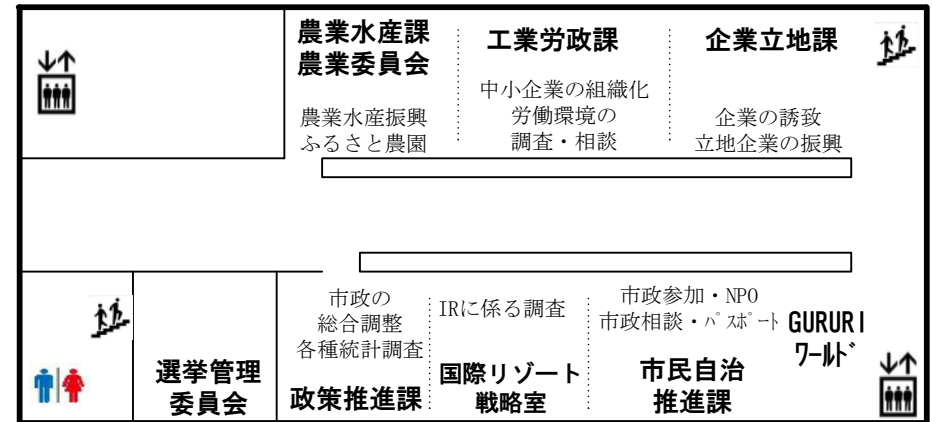 農業水産課
農業委員会
農業水産振興
ふるさと農園
工業労政課
中小企業の組織化
労働環境の
調査・相談
企業立地課
企業の誘致
立地企業の振興
市政の
総合調整
各種統計調査
政策推進課
IRに係る調査
国際リゾート
戦略室
市政参加・NPO
市政相談・パスポート
市民自治
推進課
GURURI
ワールド
選挙管理
委員会